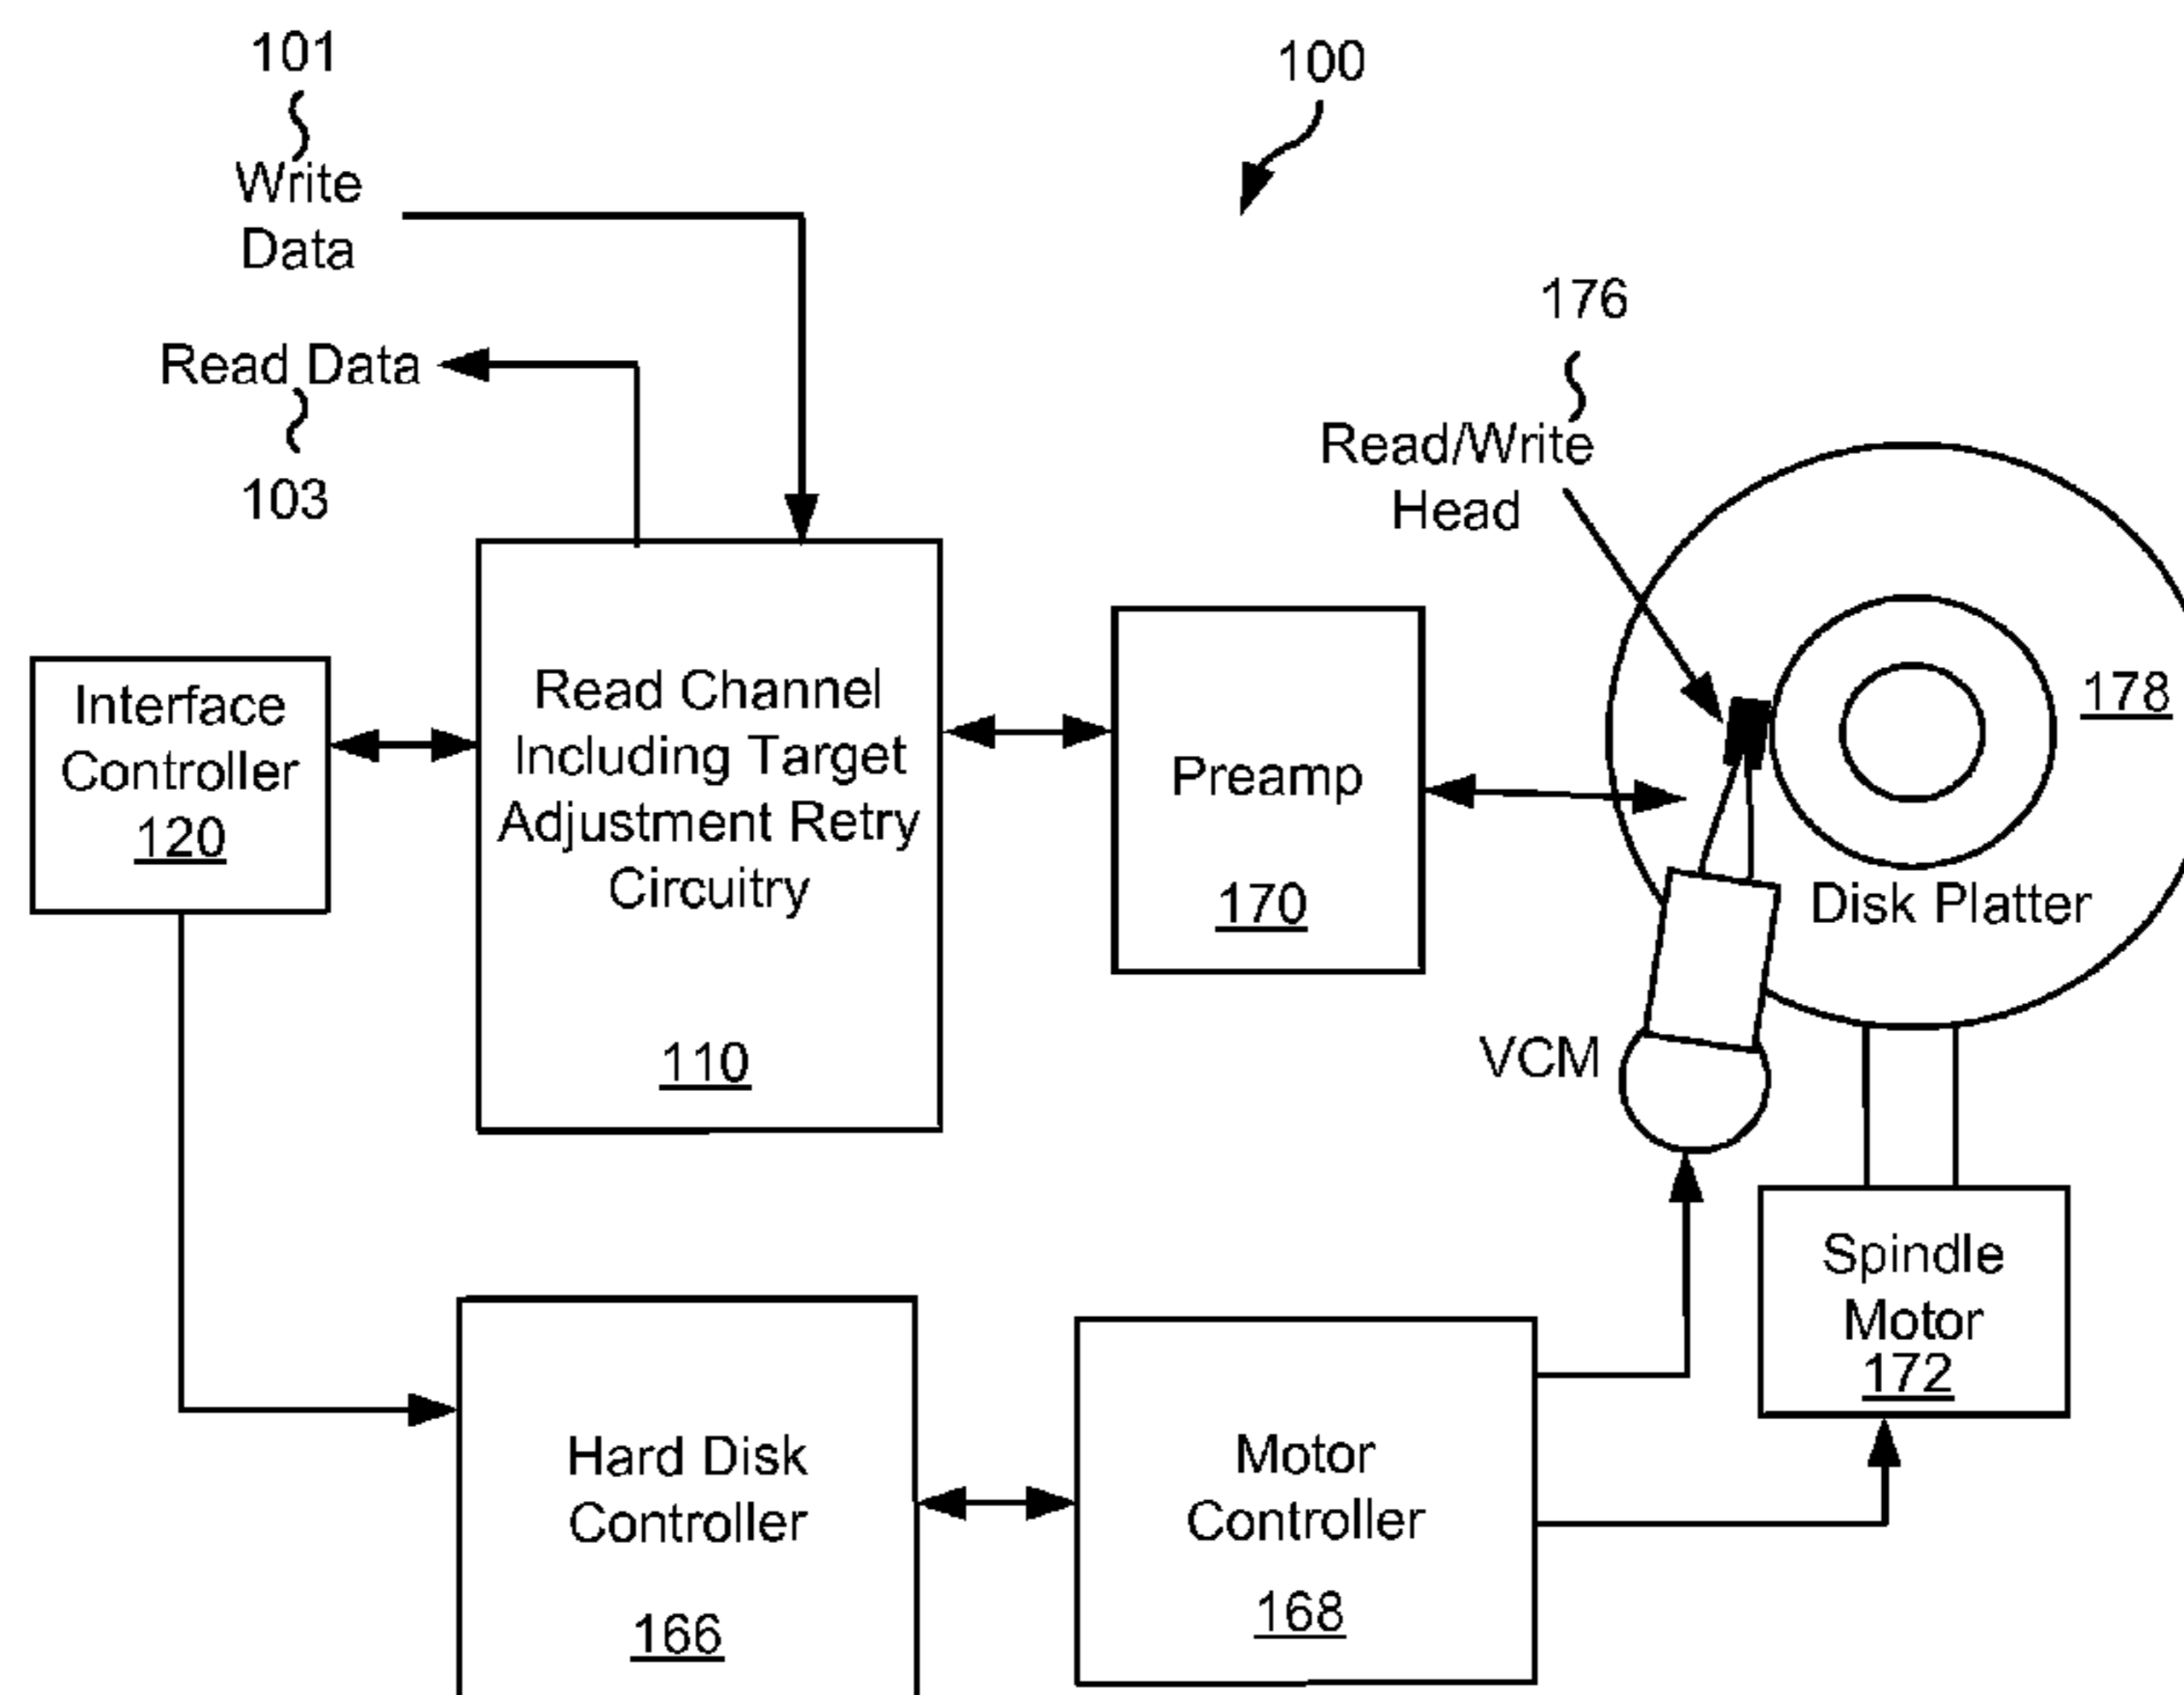 101
Write
Data
100
Read Data
103
176
Read/Write
Head
Interface
Controller
120
Read Channel
Including Target
Adjustment Retry
Circuitry
110
Preamp
170
178
Disk Platter
VCM
Spindle
Motor
172
Hard Disk
Controller
166
Motor
Controller
168